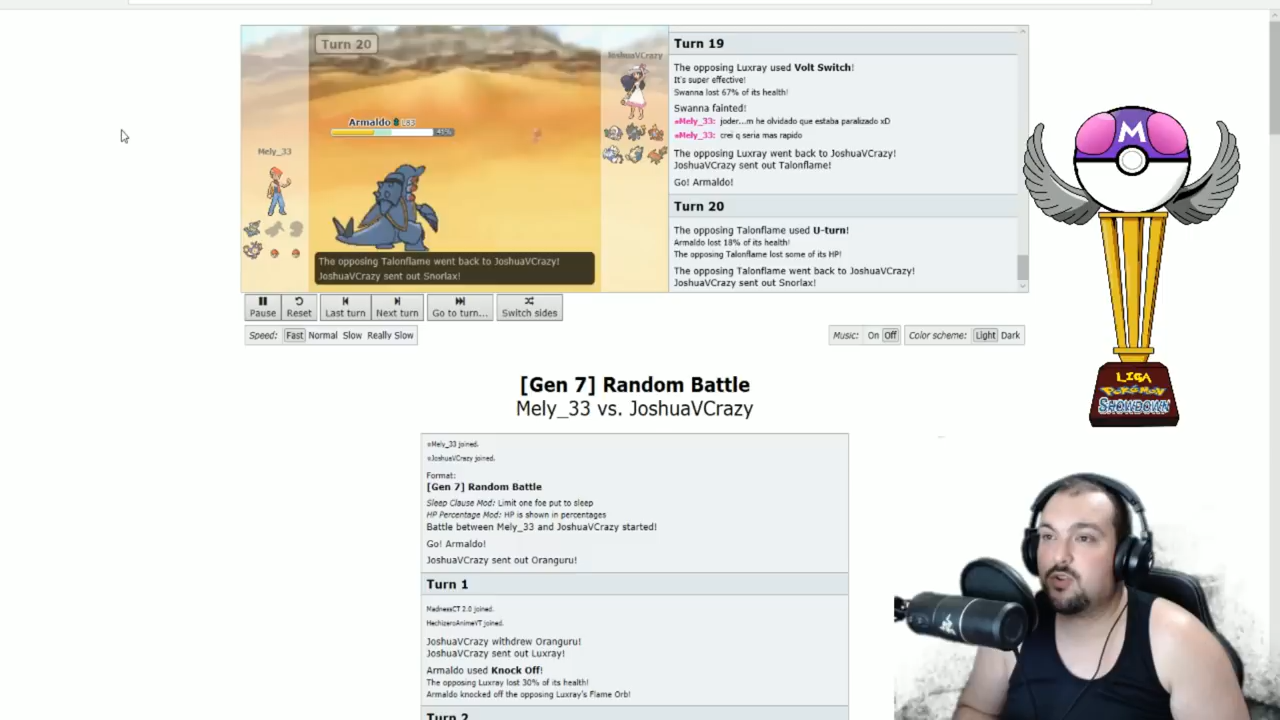 Turn 20
Armaldo L83
41%
Mely_33
JoshuaVCrazy
The opposing Talonflame went back to JoshuaVCrazy!
JoshuaVCrazy sent out Snorlax!
Turn 19
The opposing Luxray used Volt Switch!
It's super effective!
Swanna lost 67% of its health!
Swanna fainted!
¤Mely_33: joder...m he olvidado que estaba paralizado xD
¤Mely_33: crei q seria mas rapido
The opposing Luxray went back to JoshuaVCrazy!
JoshuaVCrazy sent out Talonflame!
Go! Armaldo!
Turn 20
The opposing Talonflame used U-turn!
Armaldo lost 18% of its health!
The opposing Talonflame lost some of its HP!
The opposing Talonflame went back to JoshuaVCrazy!
JoshuaVCrazy sent out Snorlax!
Pause Reset Last turn Next turn Go to turn... Switch sides
Speed: Fast Normal Slow Really Slow
Music: On Off Color scheme: Light Dark
[Gen 7] Random Battle
Mely_33 vs. JoshuaVCrazy
¤Mely_33 joined.
¤JoshuaVCrazy joined.
Format:
[Gen 7] Random Battle
Sleep Clause Mod: Limit one foe put to sleep
HP Percentage Mod: HP is shown in percentages
Battle between Mely_33 and JoshuaVCrazy started!
Go! Armaldo!
JoshuaVCrazy sent out Oranguru!
Turn 1
MadnessCT 2.0 joined.
HechizeroAnimeVT joined.
JoshuaVCrazy withdrew Oranguru!
JoshuaVCrazy sent out Luxray!
Armaldo used Knock Off!
The opposing Luxray lost 30% of its health!
Armaldo knocked off the opposing Luxray's Flame Orb!
Turn 2
M
LIGA
POKÉMON
SHOWDOWN